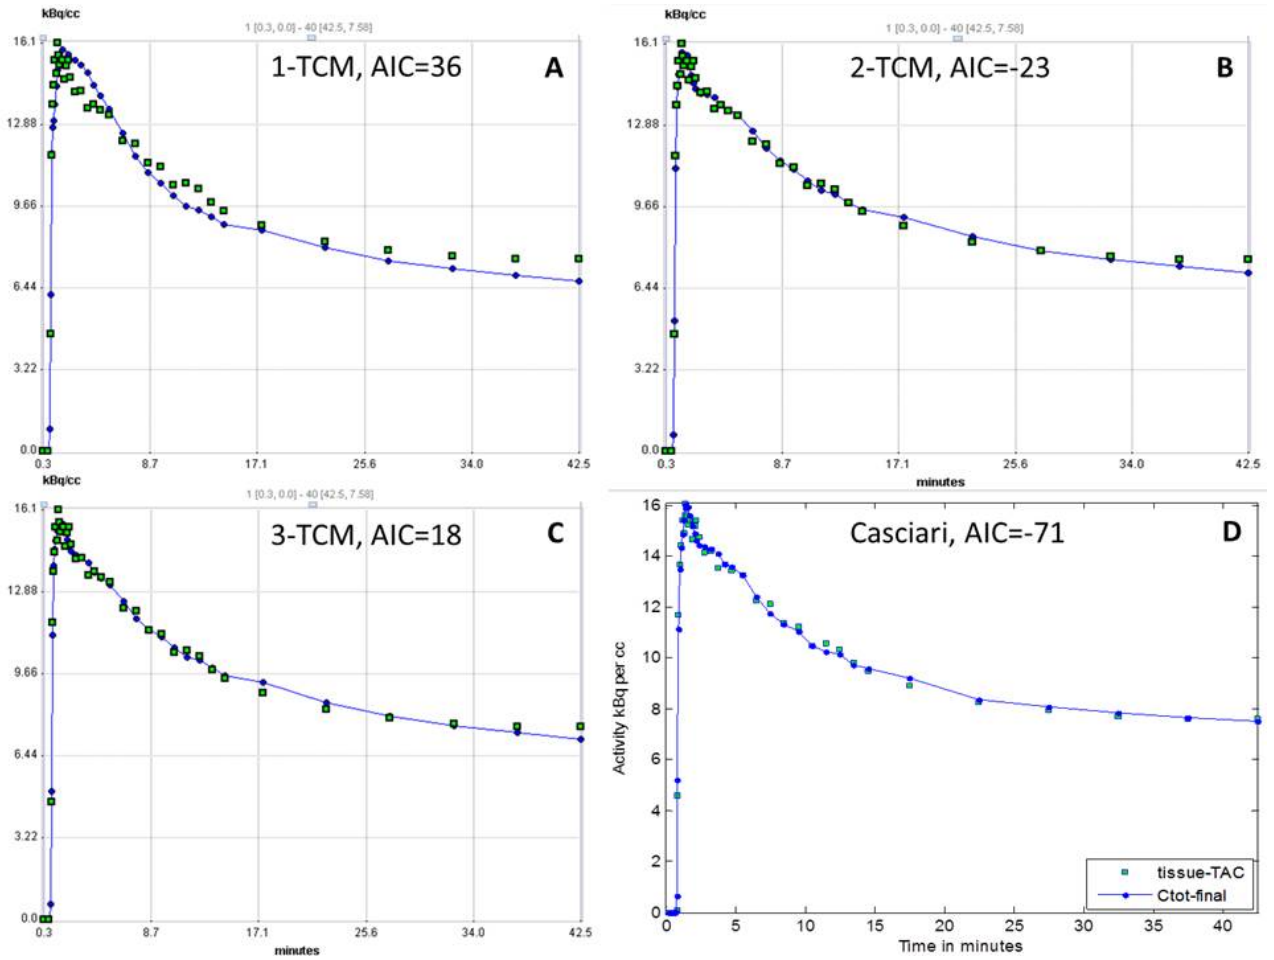 kBq/cc
1 [0.3, 0.0] - 40 [42.5, 7.58]
1-TCM, AIC=36
A
16.1
12.88
9.66
6.44
3.22
0.0
0.3 8.7 17.1 25.6 34.0 42.5
kBq/cc
1 [0.3, 0.0] - 40 [42.5, 7.58]
2-TCM, AIC=-23
B
16.1
12.88
9.66
6.44
3.22
0.0
0.3 8.7 17.1 25.6 34.0 42.5
minutes
kBq/cc
1 [0.3, 0.0] - 40 [42.5, 7.58]
3-TCM, AIC=18
C
16.1
12.88
9.66
6.44
3.22
0.0
0.3 8.7 17.1 25.6 34.0 42.5
minutes
Casciari, AIC=-71
D
16
14
12
10
8
6
4
2
0
Activity kBq per cc
tissue-TAC
Ctot-final
0 5 10 15 20 25 30 35 40
Time in minutes